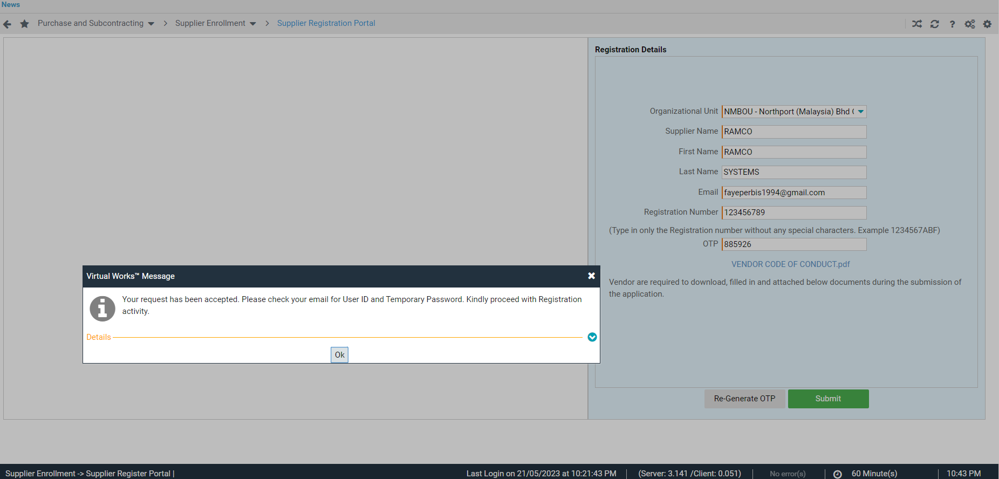 News
Purchase and Subcontracting > Supplier Enrollment > Supplier Registration Portal
Registration Details
Organizational Unit NMBOU - Northport (Malaysia) Bhd
Supplier Name RAMCO
First Name RAMCO
Last Name SYSTEMS
Email fayeperbis1994@gmail.com
Registration Number 123456789
(Type in only the Registration number without any special characters. Example 1234567ABF)
OTP 885926
VENDOR CODE OF CONDUCT.pdf
Vendor are required to download, filled in and attached below documents during the submission of
the application.
Re-Generate OTP Submit
Virtual Works™ Message
Your request has been accepted. Please check your email for User ID and Temporary Password. Kindly proceed with Registration
activity.
Details
Ok
Supplier Enrollment -> Supplier Register Portal | Last Login on 21/05/2023 at 10:21:43 PM (Server: 3.141 /Client: 0.051) No error(s) 60 Minute(s) 10:43 PM